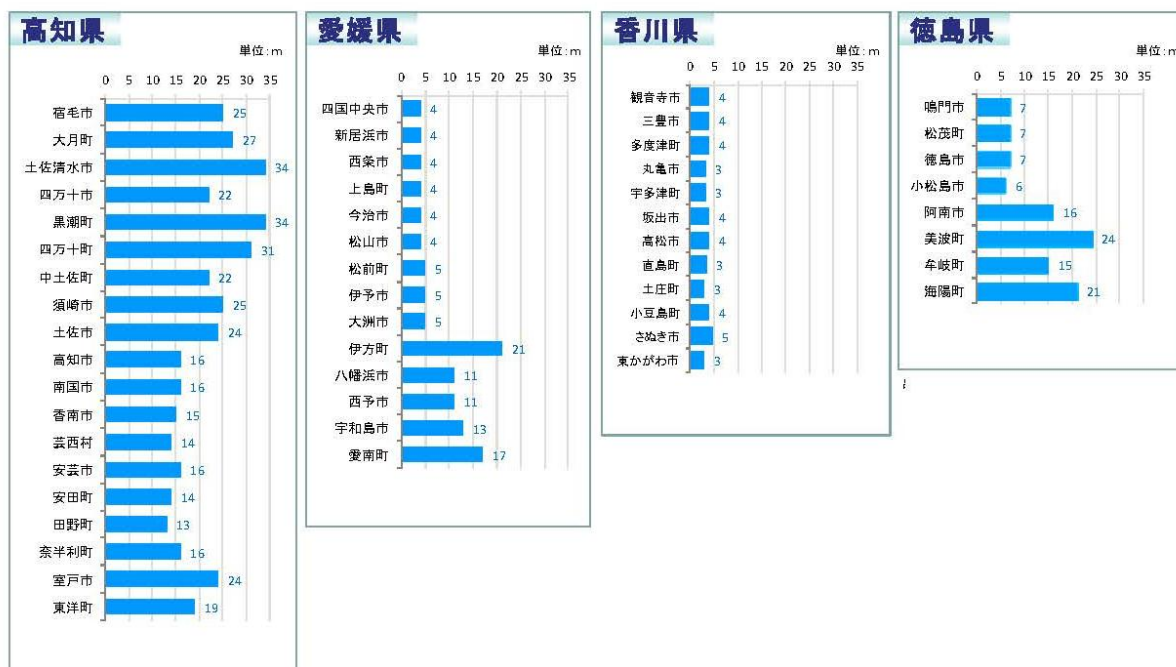 高知県
単位:m
0 5 10 15 20 25 30 35
宿毛市 25
大月町 27
土佐清水市 34
四万十市 22
黒潮町 34
四万十町 31
中土佐町 22
須崎市 25
土佐市 24
高知市 16
南国市 16
香南市 15
芸西村 14
安芸市 16
安田町 14
田野町 13
奈半利町 16
室戸市 24
東洋町 19
愛媛県
単位:m
0 5 10 15 20 25 30 35
四国中央市 4
新居浜市 4
西条市 4
上島町 4
今治市 4
松山市 4
松前町 5
伊予市 5
大洲市 5
伊方町 21
八幡浜市 11
西予市 11
宇和島市 13
愛南町 17
香川県
単位:m
0 5 10 15 20 25 30 35
観音寺市 4
三豊市 4
多度津町 4
丸亀市 3
宇多津町 3
坂出市 4
高松市 4
直島町 3
土庄町 3
小豆島町 4
さぬき市 5
東かがわ市 3
徳島県
単位:m
0 5 10 15 20 25 30 35
鳴門市 7
松茂町 7
徳島市 7
小松島市 6
阿南市 16
美波町 24
牟岐町 15
海陽町 21